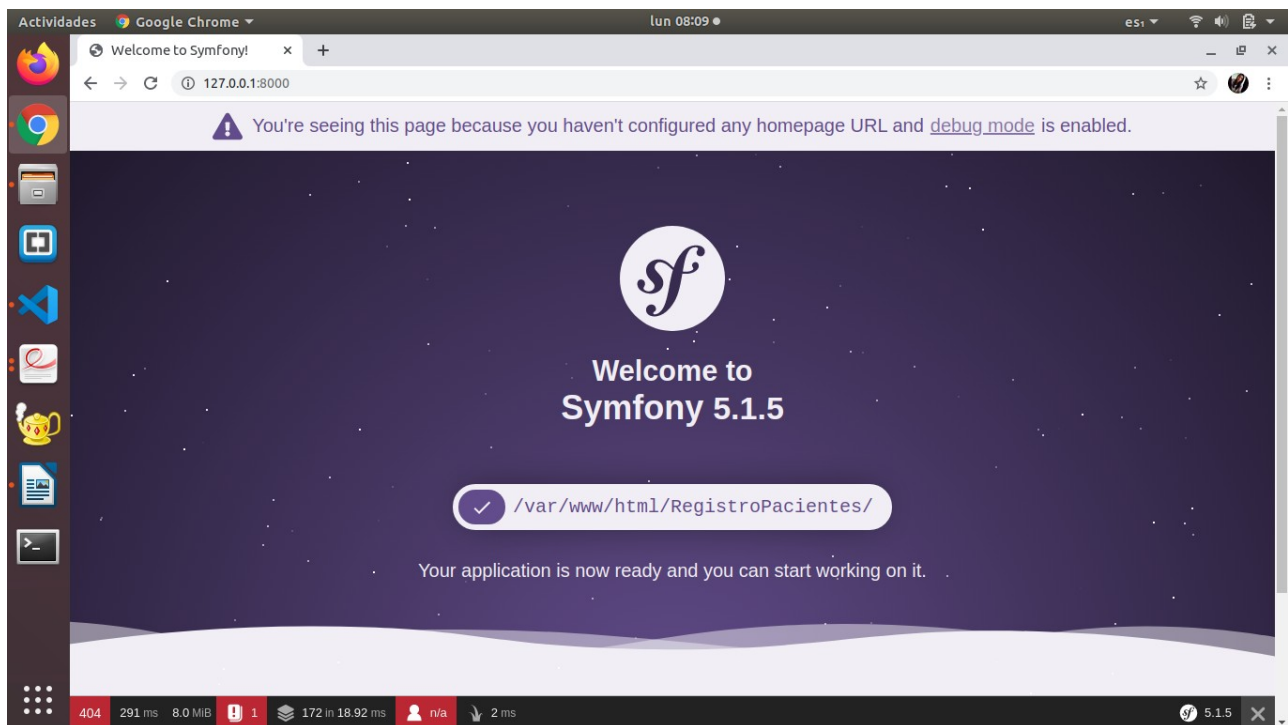 Actividades Google Chrome lun 08:09 es₁
Welcome to Symfony!
127.0.0.1:8000
You're seeing this page because you haven't configured any homepage URL and debug mode is enabled.
sf
Welcome to
Symfony 5.1.5
/var/www/html/RegistroPacientes/
Your application is now ready and you can start working on it.
404 291 ms 8.0 MiB 1 172 in 18.92 ms n/a 2 ms sf 5.1.5